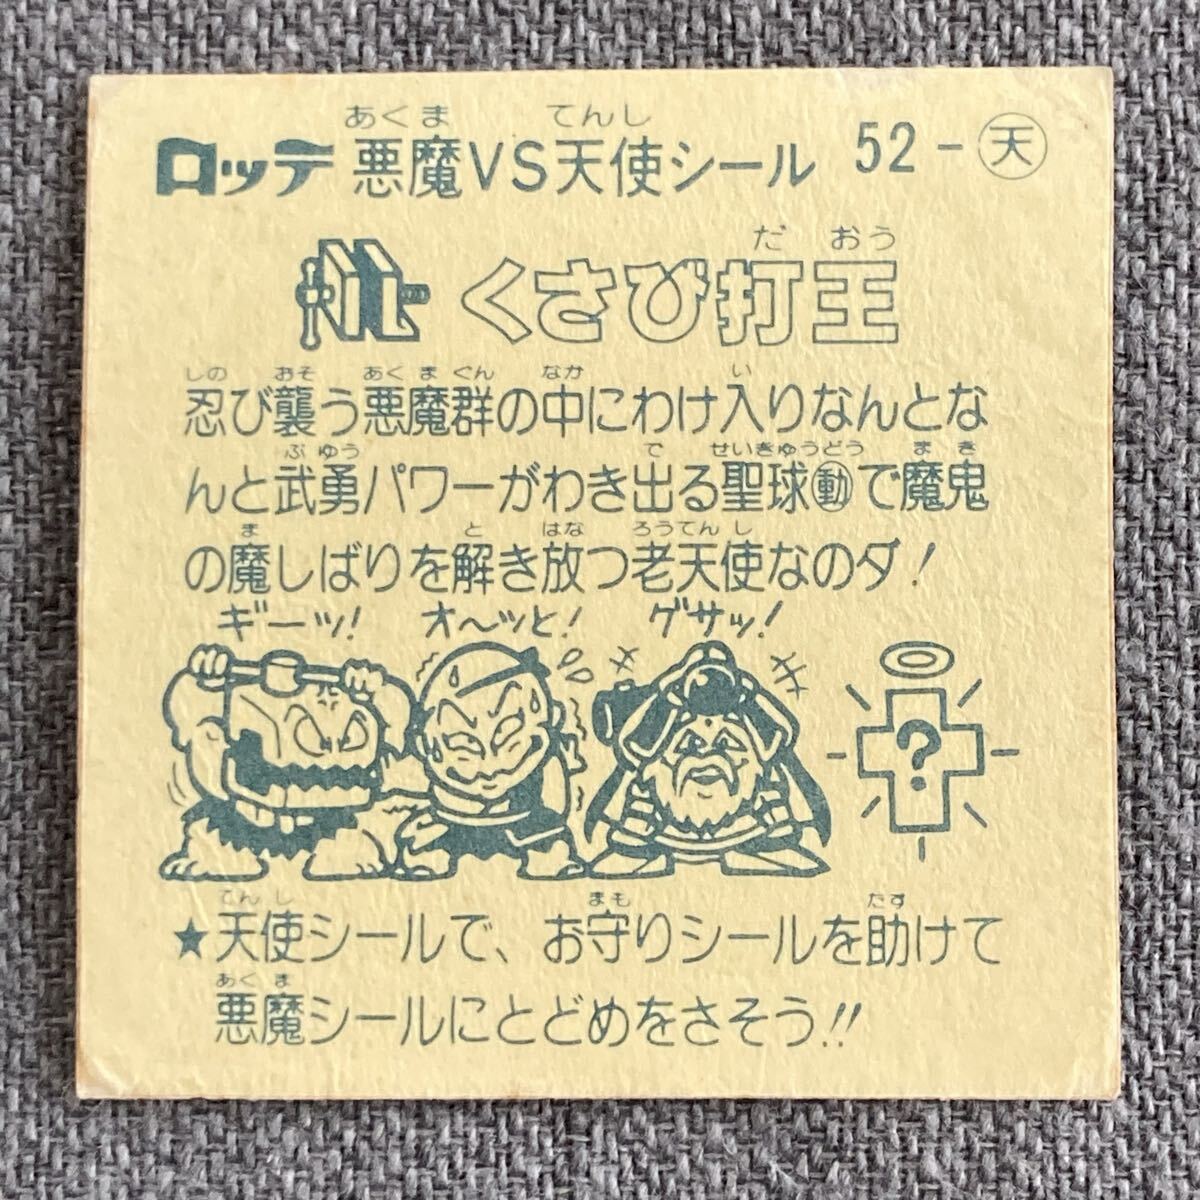 ロッテ 悪魔VS天使シール 52-天
あくま てんし
だおう
くさび打王
しの おそ あくまぐん なか い
忍び襲う悪魔群の中にわけ入りなんとな
ぶゆう で せいきゅうどう まき
んと武勇パワーがわき出る聖球動で魔鬼
ま と はな ろうてんし
の魔しばりを解き放つ老天使なのダ!
ギーッ! オ〜ッと! ゲサッ!
?
てんし まも たす
★天使シールで、お守りシールを助けて
あくま
悪魔シールにとどめをさそう!!